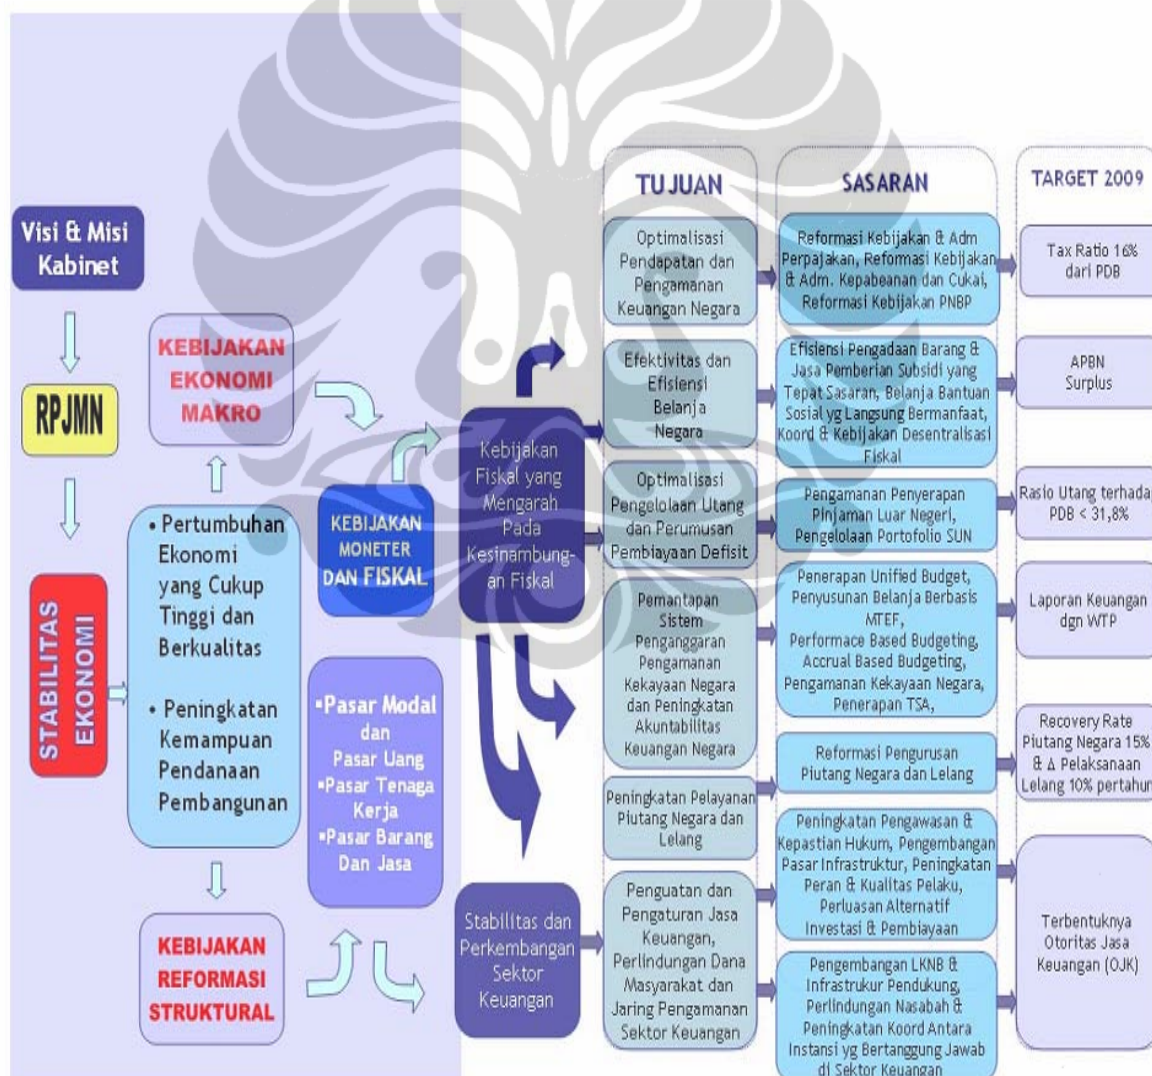 Visi & Misi
Kabinet
RPJMN
STABILITAS
EKONOMI
KEBIJAKAN
EKONOMI
MAKRO
• Pertumbuhan
Ekonomi
yang Cukup
Tinggi dan
Berkualitas
• Peningkatan
Kemampuan
Pendanaan
Pembangunan
KEBIJAKAN
REFORMASI
STRUKTURAL
KEBIJAKAN
MONETER
DAN FISKAL
▪Pasar Modal
dan
Pasar Uang
▪Pasar Tenaga
Kerja
▪Pasar Barang
Dan Jasa
Kebijakan
Fiskal yang
Mengarah
Pada
Kesinambung-
an Fiskal
Stabilitas dan
Perkembangan
Sektor
Keuangan
TUJUAN
Optimalisasi
Pendapatan dan
Pengamanan
Keuangan Negara
Efektivitas dan
Efisiensi
Belanja
Negara
Optimalisasi
Pengelolaan Utang
dan Perumusan
Pembiayaan Defisit
Pemantapan
Sistem
Penganggaran
Pengamanan
Kekayaan Negara
dan Peningkatan
Akuntabilitas
Keuangan Negara
Peningkatan Pelayanan
Piutang Negara dan
Lelang
Penguatan dan
Pengaturan Jasa
Keuangan,
Perlindungan Dana
Masyarakat dan
Jaring Pengamanan
Sektor Keuangan
SASARAN
Reformasi Kebijakan & Adm
Perpajakan, Reformasi Kebijakan
& Adm. Kepabeanan dan Cukai,
Reformasi Kebijakan PNBP
Efisiensi Pengadaan Barang &
Jasa Pemberian Subsidi yang
Tepat Sasaran, Belanja Bantuan
Sosial yg Langsung Bermanfaat,
Koord & Kebijakan Desentralisasi
Fiskal
Pengamanan Penyerapan
Pinjaman Luar Negeri,
Pengelolaan Portofolio SUN
Penerapan Unified Budget,
Penyusunan Belanja Berbasis
MTEF,
Performace Based Budgeting,
Accrual Based Budgeting,
Pengamanan Kekayaan Negara,
Penerapan TSA,
Reformasi Pengurusan
Piutang Negara dan Lelang
Peningkatan Pengawasan &
Kepastian Hukum, Pengembangan
Pasar Infrastruktur, Peningkatan
Peran & Kualitas Pelaku,
Perluasan Alternatif
Investasi & Pembiayaan
Pengembangan LKNB &
Infrastrukur Pendukung,
Perlindungan Nasabah &
Peningkatan Koord Antara
Instansi yg Bertanggung Jawab
di Sektor Keuangan
TARGET 2009
Tax Ratio 16%
dari PDB
APBN
Surplus
Rasio Utang terhada
PDB < 31,8%
Laporan Keuangan
dgn WTP
Recovery Rate
Piutang Negara 15%
& Δ Pelaksanaan
Lelang 10% pertahun
Terbentuknya
Otoritas Jasa
Keuangan (OJK)